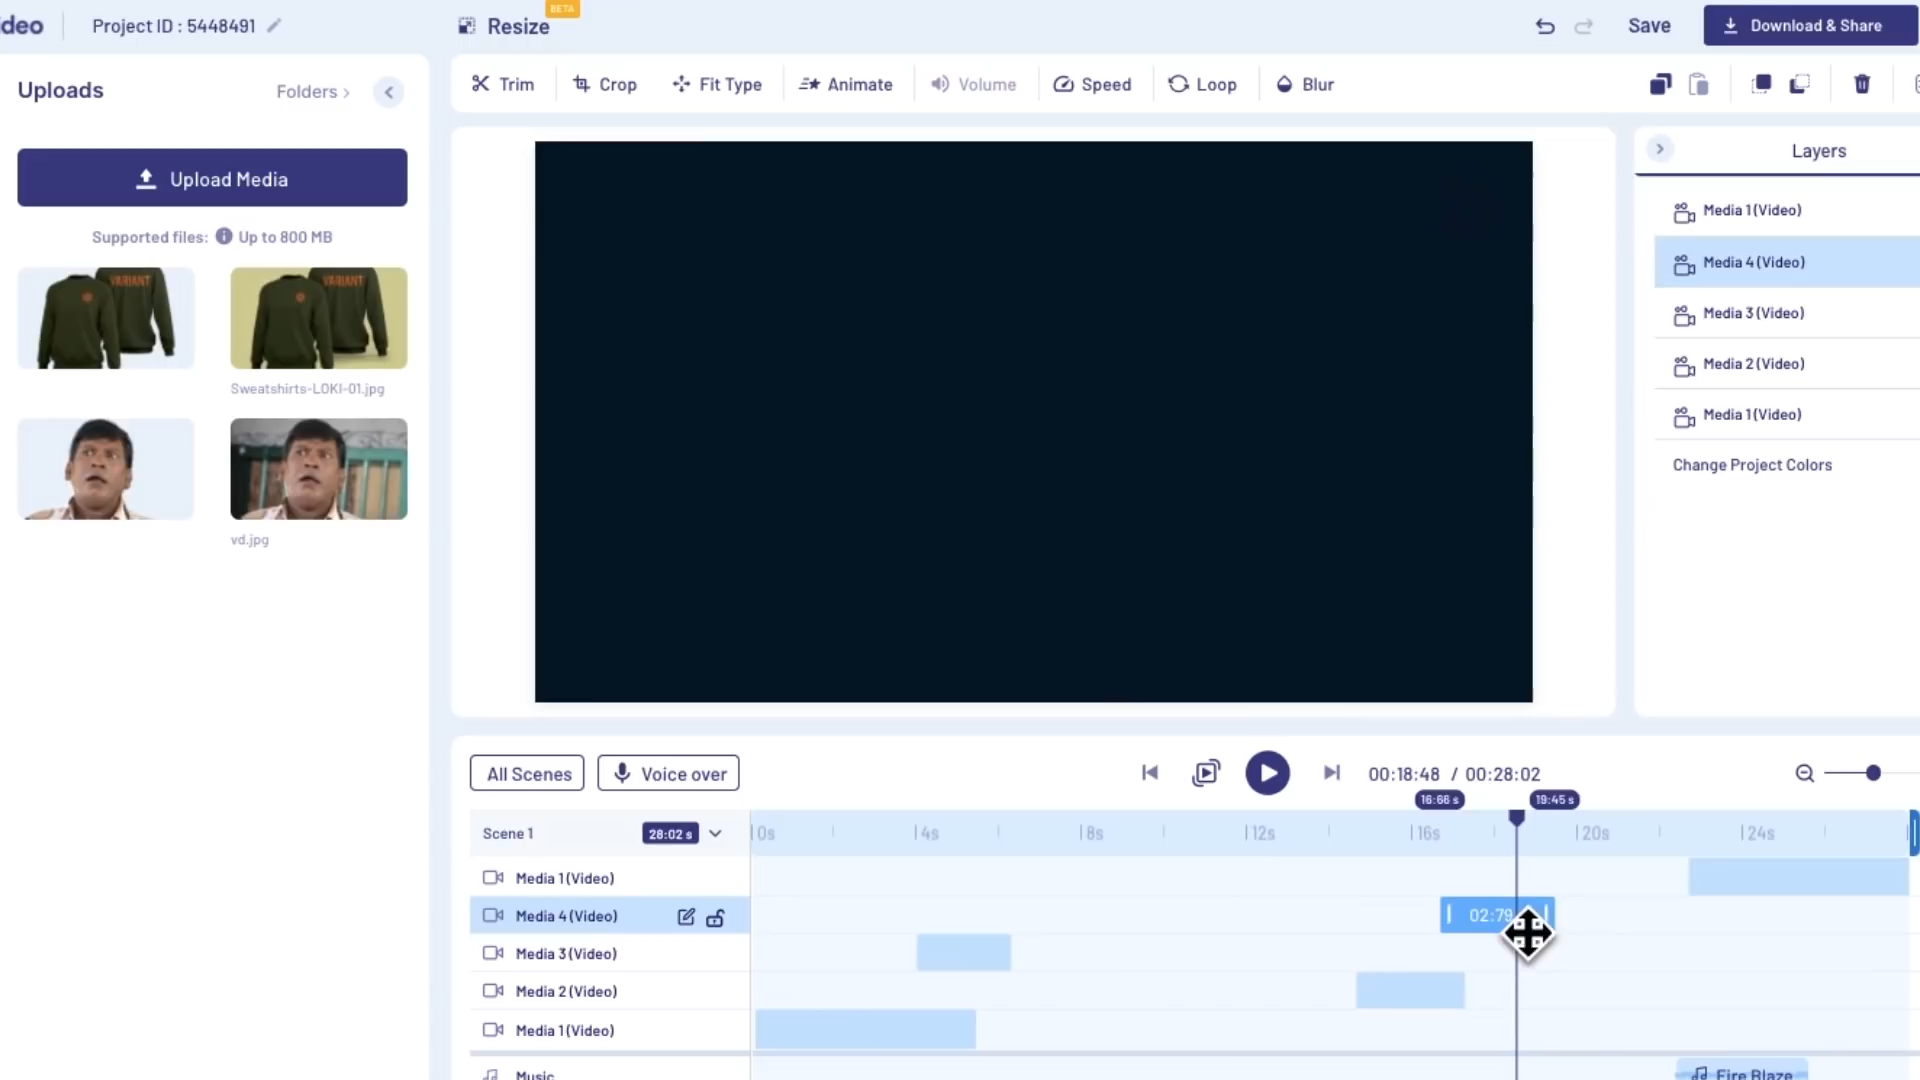 deo
Project ID : 5448491
Resize
BETA
Save
Download & Share
Uploads
Folders
Trim
Crop
Fit Type
Animate
Volume
Speed
Loop
Blur
Upload Media
Supported files: Up to 800 MB
VARIANT
VARIANT
Sweatshirts-LOKI-01.jpg
vd.jpg
Layers
Media 1 (Video)
Media 4 (Video)
Media 3 (Video)
Media 2 (Video)
Media 1 (Video)
Change Project Colors
All Scenes
Voice over
00:18:48 / 00:28:02
16:66 s
19:45 s
Scene 1
28:02 s
0s
4s
8s
12s
16s
20s
24s
Media 1 (Video)
Media 4 (Video)
02:79
Media 3 (Video)
Media 2 (Video)
Media 1 (Video)
Music
Fire Blaze